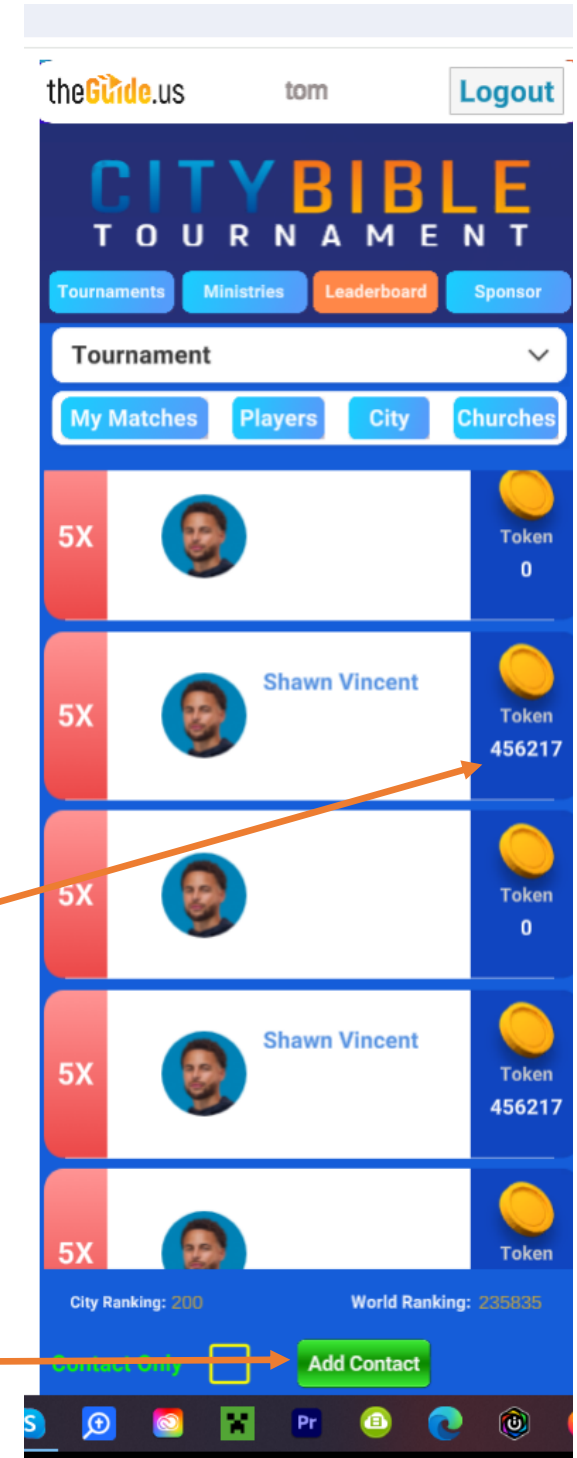 theGuide.us tom Logout
CITYBIBLE
TOURNAMENT
Tournaments Ministries Leaderboard Sponsor
Tournament
My Matches Players City Churches
5X
Token
0
Shawn Vincent
5X
Token
456217
5X
Token
0
Shawn Vincent
5X
Token
456217
5X
Token
City Ranking: 200 World Ranking: 235835
Contact Only Add Contact
S Pr